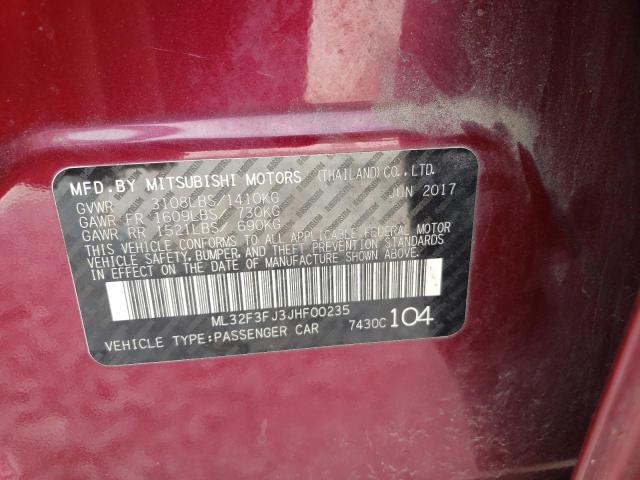 MFD. BY MITSUBISHI MOTORS (THAILAND) CO., LTD.
GVWR 3108LBS/1410KG JUN 2017
GAWR FR 1609LBS/ 730KG
GAWR RR 1521LBS/ 690KG
THIS VEHICLE CONFORMS TO ALL APPLICABLE FEDERAL MOTOR
VEHICLE SAFETY, BUMPER, AND THEFT PREVENTION STANDARDS
IN EFFECT ON THE DATE OF MANUFACTURE SHOWN ABOVE.
ML32F3FJ3JHF00235
VEHICLE TYPE:PASSENGER CAR 7430C 104